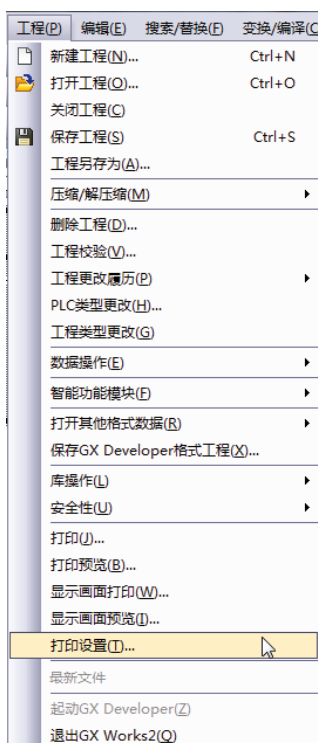 工程(P) 编辑(E) 搜索/替换(F) 变换/编译(C
新建工程(N)... Ctrl+N
打开工程(O)... Ctrl+O
关闭工程(C)
保存工程(S) Ctrl+S
工程另存为(A)...
压缩/解压缩(M)
删除工程(D)...
工程校验(V)...
工程更改履历(P)
PLC类型更改(H)...
工程类型更改(G)
数据操作(E)
智能功能模块(F)
打开其他格式数据(R)
保存GX Developer格式工程(X)...
库操作(L)
安全性(U)
打印(J)...
打印预览(B)...
显示画面打印(W)...
显示画面预览(I)...
打印设置(T)...
最新文件
起动GX Developer(Z)
退出GX Works2(Q)